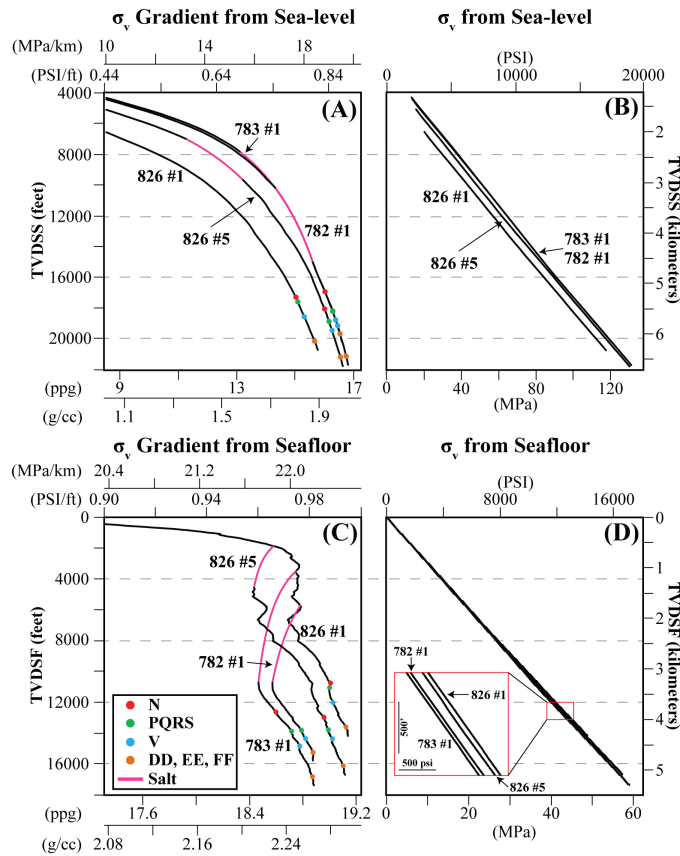 σv Gradient from Sea-level
(MPa/km) 10 14 18
(PSI/ft) 0.44 0.64 0.84
(A)
783 #1
826 #1
826 #5
782 #1
TVDSS (feet)
4000
8000
12000
16000
20000
(ppg) 9 13 17
(g/cc) 1.1 1.5 1.9
σv from Sea-level
(PSI)
0 10000 20000
(B)
826 #1
826 #5
783 #1
782 #1
2
3
4
5
6
TVDSS (kilometers)
0 40 80 120
(MPa)
σv Gradient from Seafloor
(MPa/km) 20.4 21.2 22.0
(PSI/ft) 0.90 0.94 0.98
(C)
826 #5
826 #1
782 #1
783 #1
N
PQRS
V
DD, EE, FF
Salt
TVDSF (feet)
0
4000
8000
12000
16000
(ppg) 17.6 18.4 19.2
(g/cc) 2.08 2.16 2.24
σv from Seafloor
(PSI)
0 8000 16000
(D)
782 #1
826 #1
783 #1
826 #5
500'
500 psi
0
1
2
3
4
5
TVDSF (kilometers)
0 20 40 60
(MPa)